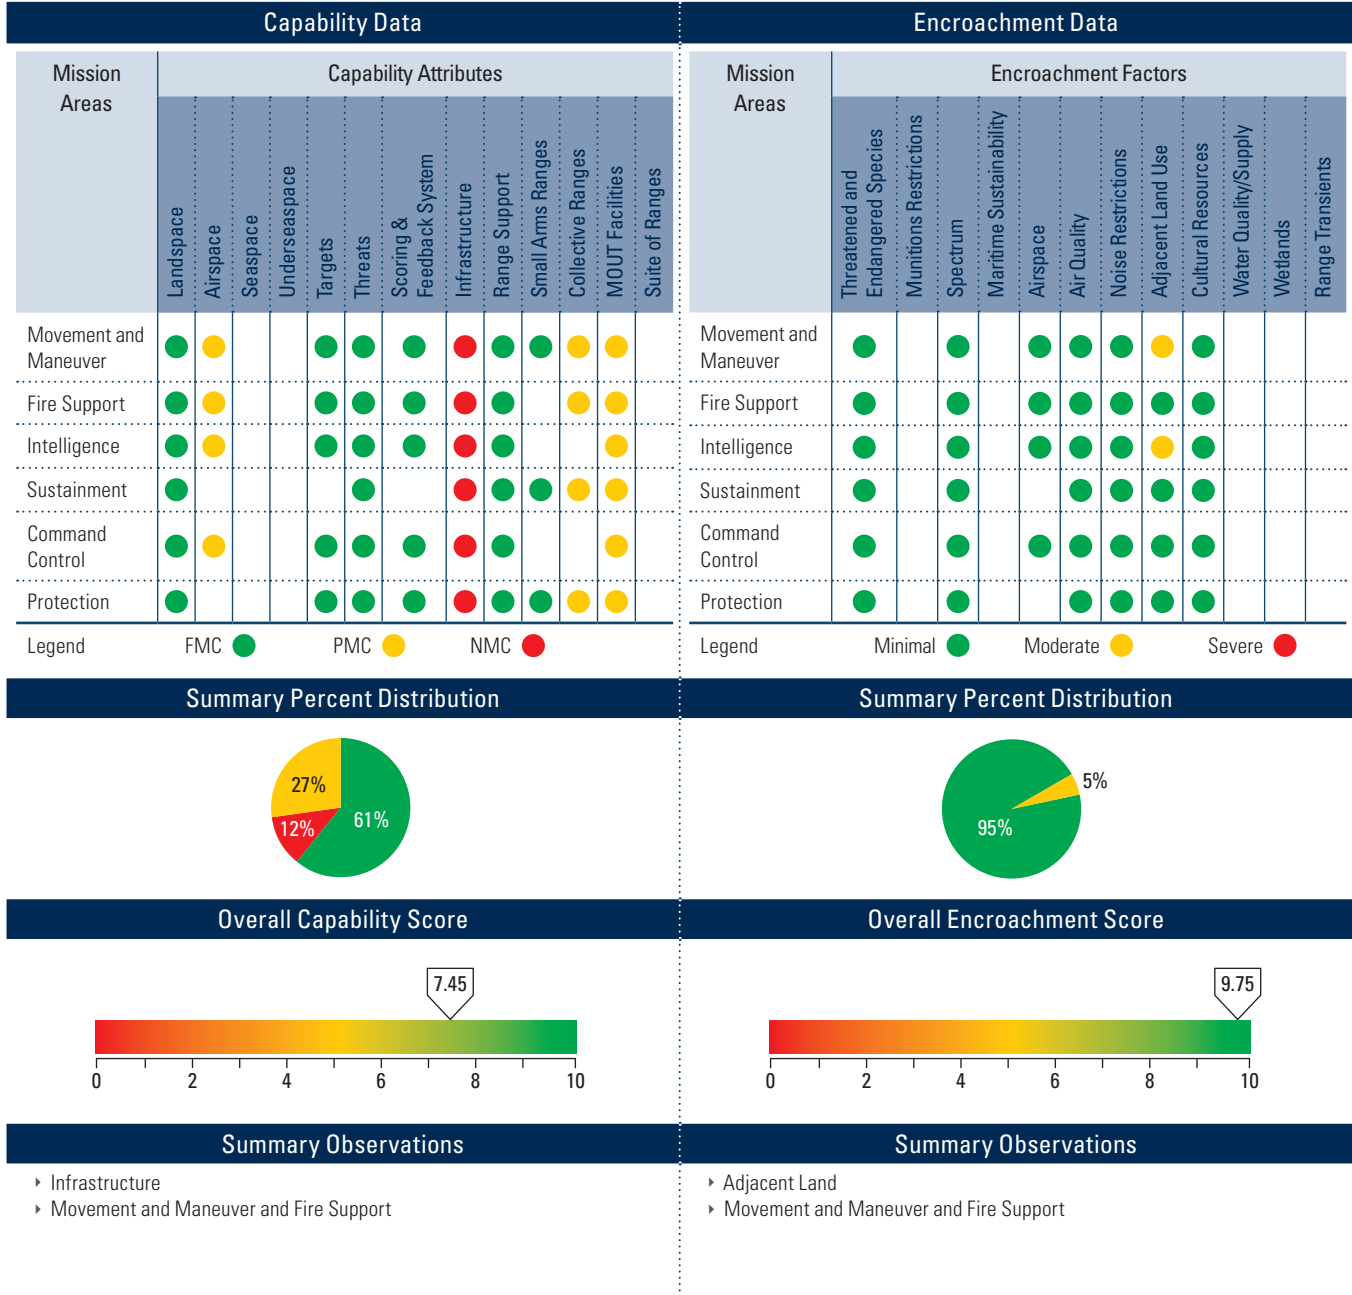 Capability Data
Mission
Areas
Capability Attributes
Landspace
Airspace
Seaspace
Underseaspace
Targets
Threats
Scoring &
Feedback System
Infrastructure
Range Support
Small Arms Ranges
Collective Ranges
MOUT Facilities
Suite of Ranges
Movement and
Maneuver
Fire Support
Intelligence
Sustainment
Command
Control
Protection
Legend FMC PMC NMC
Summary Percent Distribution
27%
12%
61%
Overall Capability Score
7.45
0 2 4 6 8 10
Summary Observations
Infrastructure
Movement and Maneuver and Fire Support
Encroachment Data
Mission
Areas
Encroachment Factors
Threatened and
Endangered Species
Munitions Restrictions
Spectrum
Maritime Sustainability
Airspace
Air Quality
Noise Restrictions
Adjacent Land Use
Cultural Resources
Water Quality/Supply
Wetlands
Range Transients
Movement and
Maneuver
Fire Support
Intelligence
Sustainment
Command
Control
Protection
Legend Minimal Moderate Severe
Summary Percent Distribution
5%
95%
Overall Encroachment Score
9.75
0 2 4 6 8 10
Summary Observations
Adjacent Land
Movement and Maneuver and Fire Support